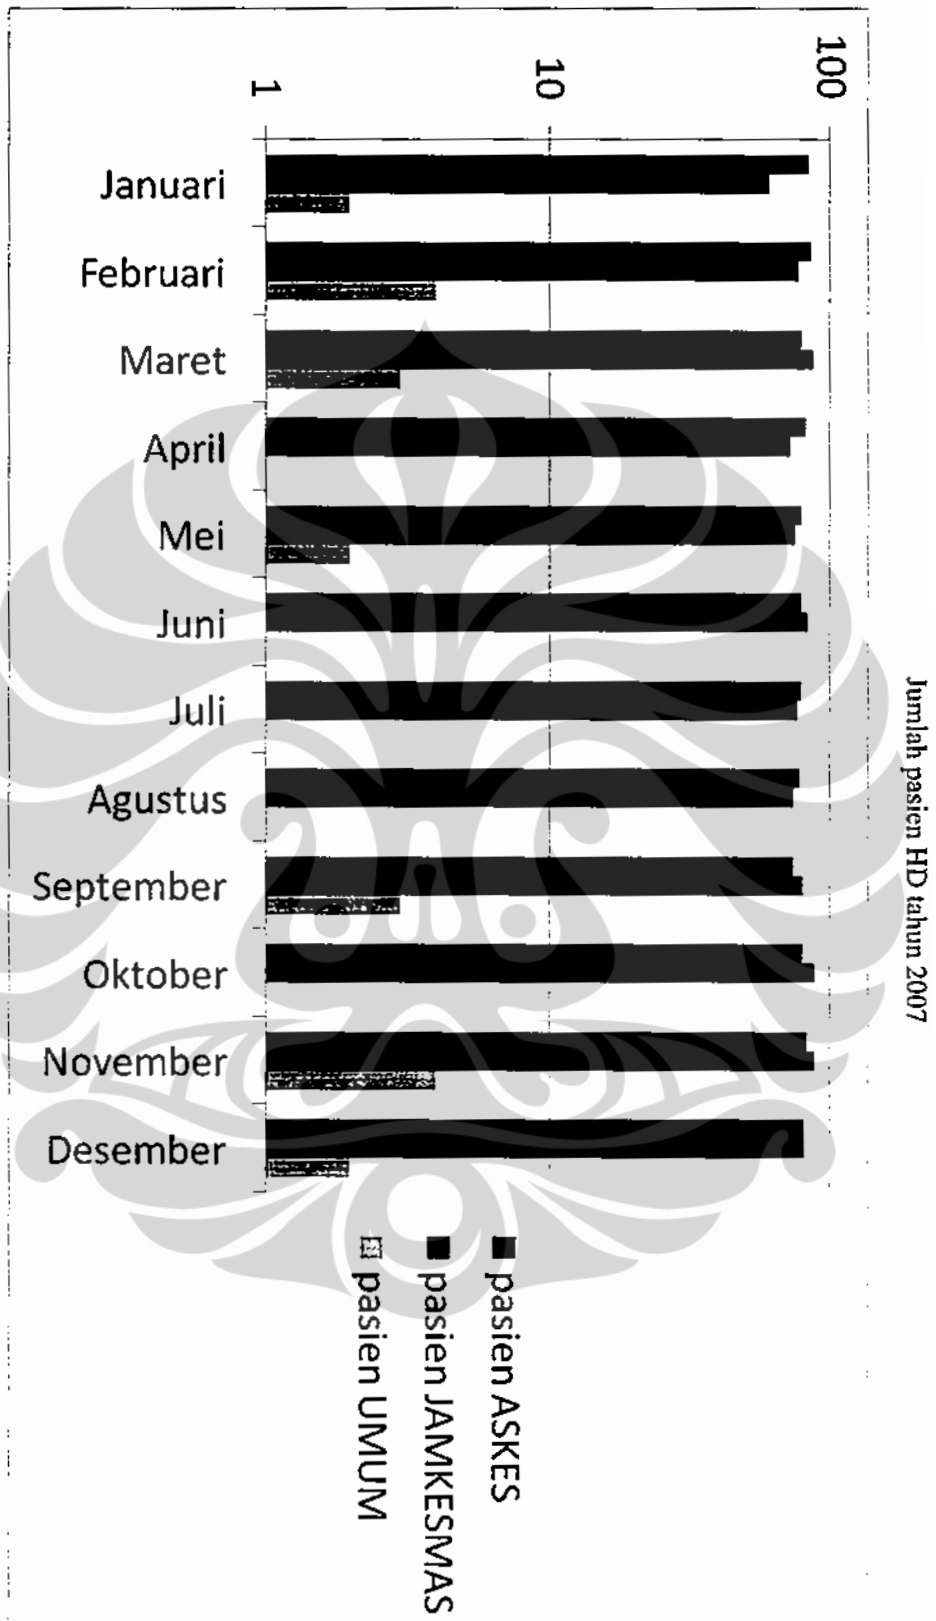 Jumlah pasien HD tahun 2007
100
10
1
Januari
Februari
Maret
April
Mei
Juni
Juli
Agustus
September
Oktober
November
Desember
pasien ASKES
pasien JAMKESMAS
pasien UMUM